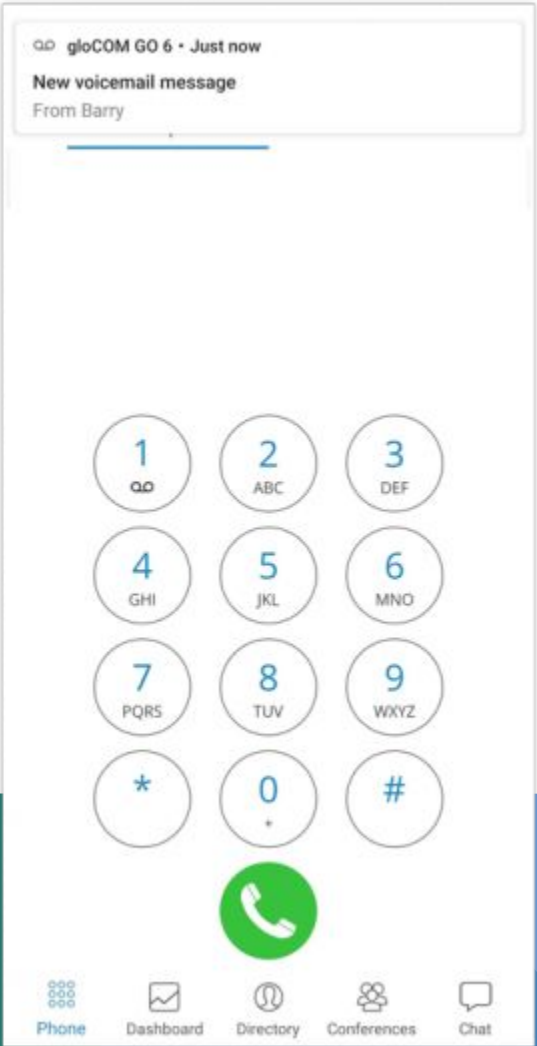 gloCOM GO 6 • Just now
New voicemail message
From Barry
1 2 3
ABC DEF
4 5 6
GHI JKL MNO
7 8 9
PQRS TUV WXYZ
* 0 #
+
Phone Dashboard Directory Conferences Chat